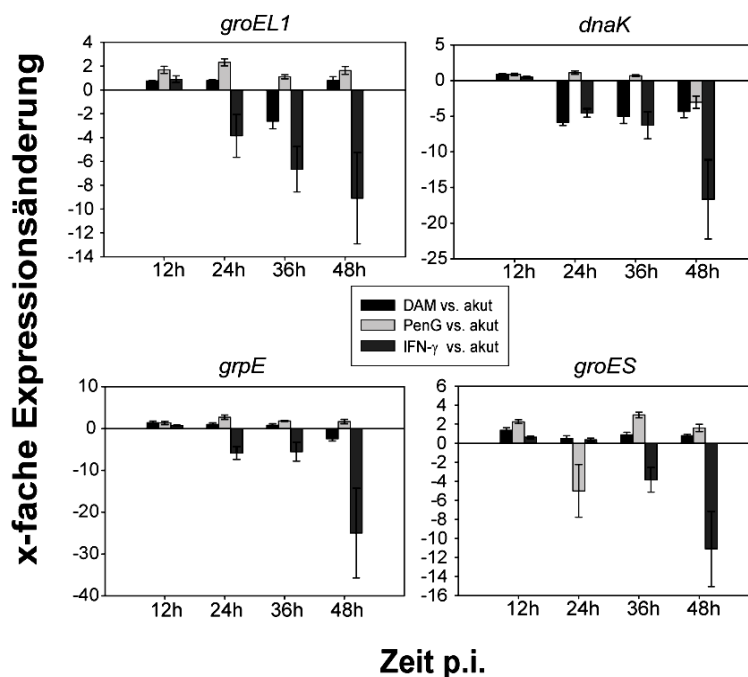 x-fache Expressionsänderung
groEL1
4
2
0
-2
-4
-6
-8
-10
-12
-14
12h 24h 36h 48h
dnaK
5
0
-5
-10
-15
-20
-25
12h 24h 36h 48h
DAM vs. akut
PenG vs. akut
IFN-γ vs. akut
grpE
10
0
-10
-20
-30
-40
12h 24h 36h 48h
groES
6
4
2
0
-2
-4
-6
-8
-10
-12
-14
-16
12h 24h 36h 48h
Zeit p.i.